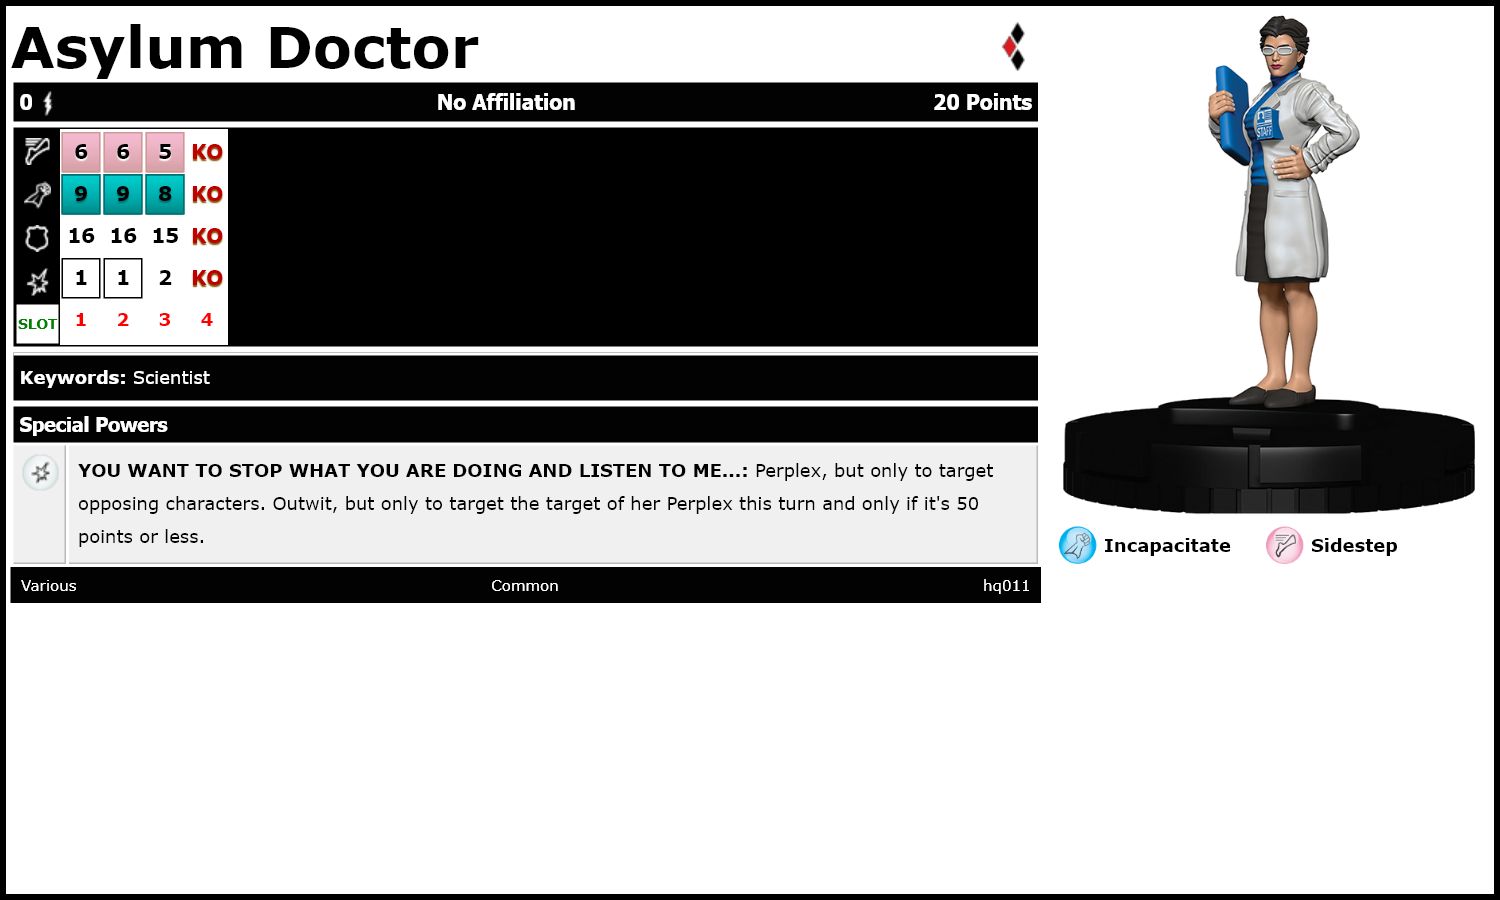 Asylum Doctor
0 No Affiliation 20 Points
6 6 5 KO
9 9 8 KO
16 16 15 KO
1 1 2 KO
SLOT 1 2 3 4
Keywords: Scientist
Special Powers
YOU WANT TO STOP WHAT YOU ARE DOING AND LISTEN TO ME...: Perplex, but only to target
opposing characters. Outwit, but only to target the target of her Perplex this turn and only if it's 50
points or less.
Various Common hq011
STAFF
Incapacitate Sidestep